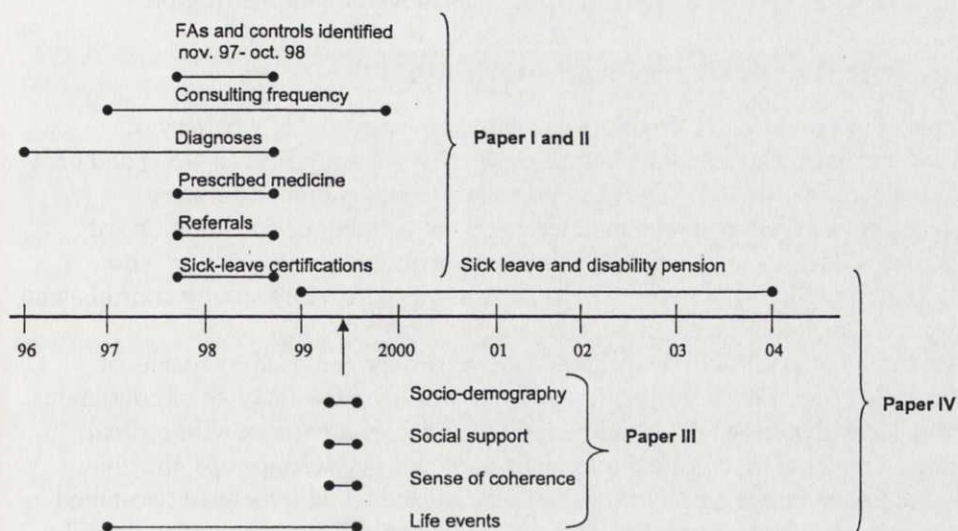 FAs and controls identified
nov. 97- oct. 98
Consulting frequency
Diagnoses
Paper I and II
Prescribed medicine
Referrals
Sick-leave certifications
Sick leave and disability pension
96 97 98 99 2000 01 02 03 04
Socio-demography
Social support
Paper III
Paper IV
Sense of coherence
Life events